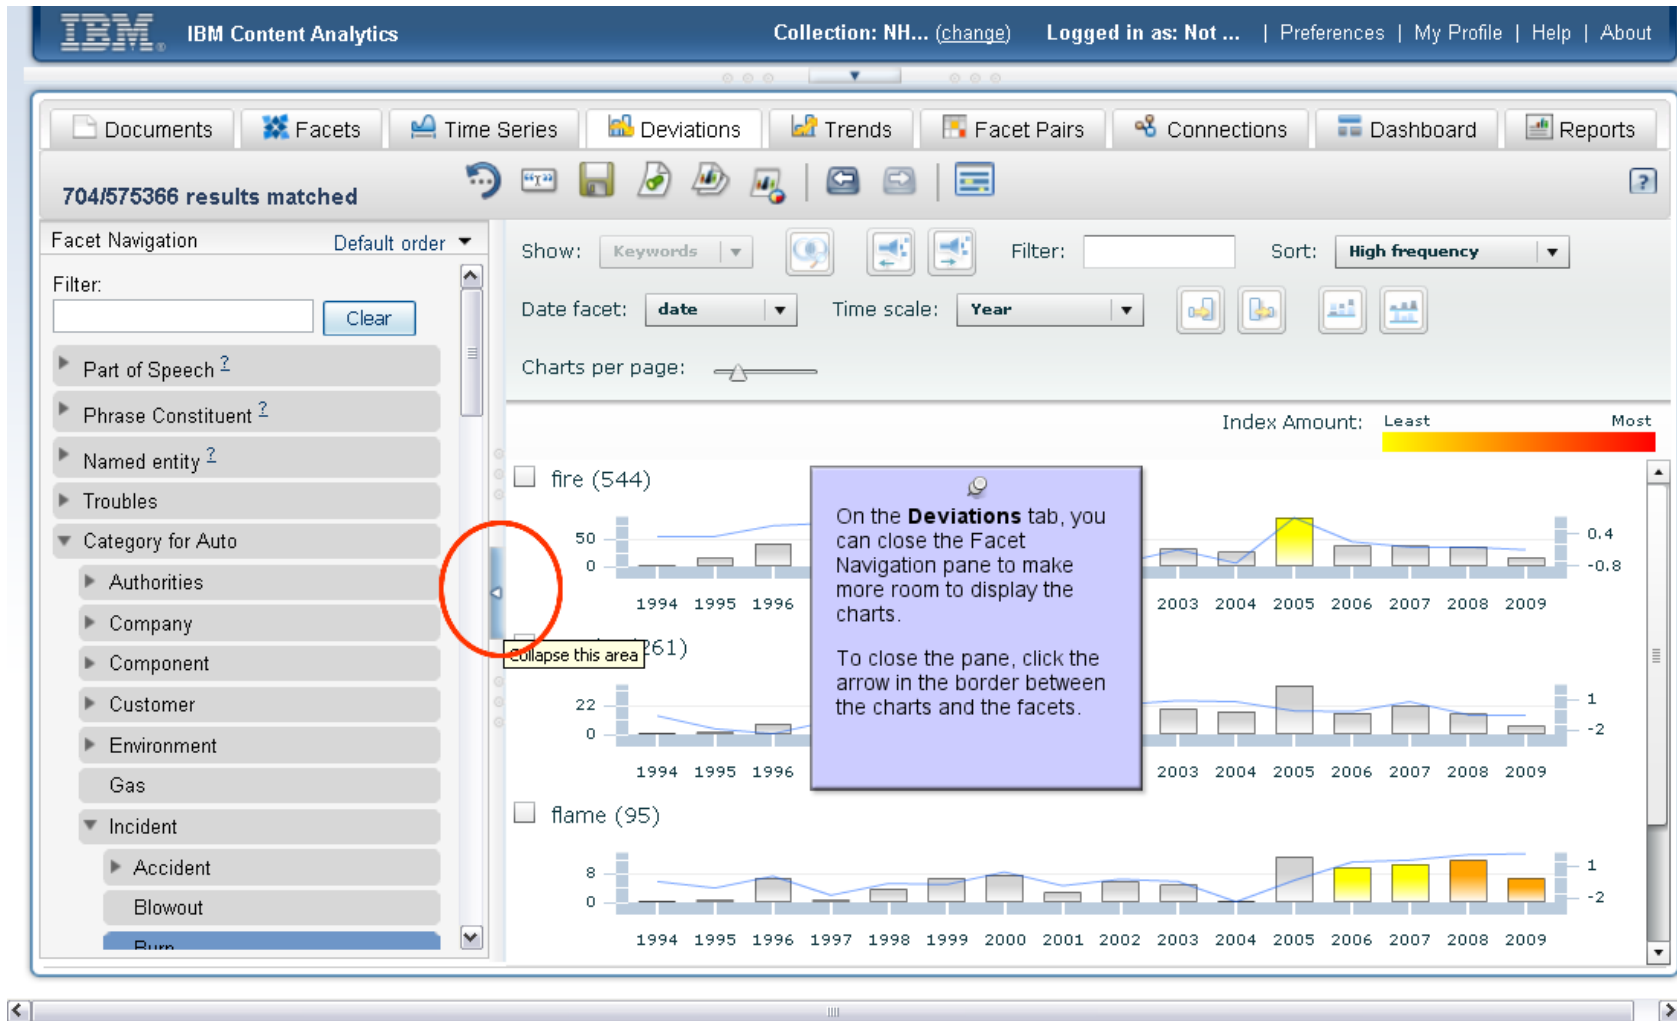 IBM® IBM Content Analytics Collection: NH... (change) Logged in as: Not ... | Preferences | My Profile | Help | About
Documents Facets Time Series Deviations Trends Facet Pairs Connections Dashboard Reports
704/575366 results matched
Facet Navigation Default order
Filter:
Clear
Part of Speech ?
Phrase Constituent ?
Named entity ?
Troubles
Category for Auto
Authorities
Company
Component
Customer
Environment
Gas
Incident
Accident
Blowout
Burn
Show: Keywords Filter: Sort: High frequency
Date facet: date Time scale: Year
Charts per page:
Index Amount: Least Most
fire (544)
50 0.4
0 -0.8
1994 1995 1996 2003 2004 2005 2006 2007 2008 2009
Collapse this area 261)
22 1
0 -2
1994 1995 1996 2003 2004 2005 2006 2007 2008 2009
flame (95)
8 1
0 -2
1994 1995 1996 1997 1998 1999 2000 2001 2002 2003 2004 2005 2006 2007 2008 2009
On the Deviations tab, you
can close the Facet
Navigation pane to make
more room to display the
charts.
To close the pane, click the
arrow in the border between
the charts and the facets.